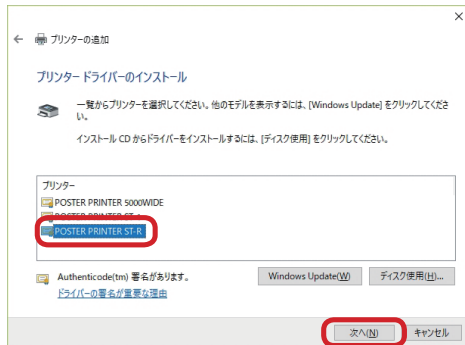 プリンターの追加
プリンター ドライバーのインストール
一覧からプリンターを選択してください。他のモデルを表示するには、[Windows Update] をクリックしてくださ
い。
インストール CD からドライバーをインストールするには、[ディスク使用] をクリックしてください。
プリンター
POSTER PRINTER 5000WIDE
POSTER PRINTER ST-R
Authenticode(tm) 署名があります。
Windows Update(W)
ディスク使用(H)...
ドライバーの署名が重要な理由
次へ(N)
キャンセル